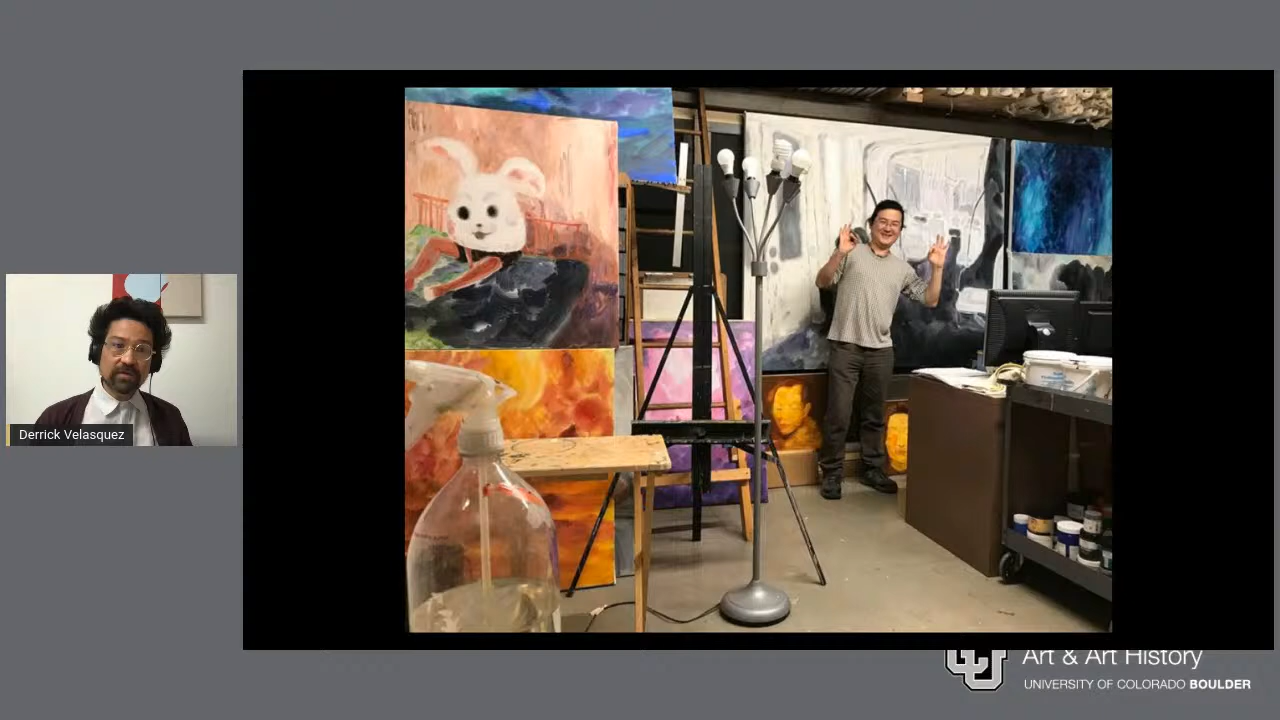 Derrick Velasquez
Art & Art History
UNIVERSITY OF COLORADO BOULDER